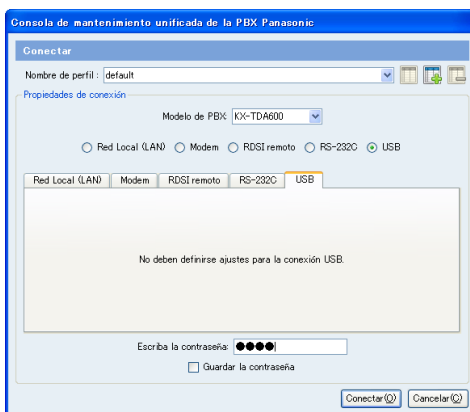 Consola de mantenimiento unificada de la PBX Panasonic
Conectar
Nombre de perfil : default
Propiedades de conexión
Modelo de PBX: KX-TDA600
Red Local (LAN) Modem RDSI remoto RS-232C USB
Red Local (LAN) Modem RDSI remoto RS-232C USB
No deben definirse ajustes para la conexión USB.
Escriba la contraseña: ●●●●
Guardar la contraseña
Conectar(O) Cancelar(C)